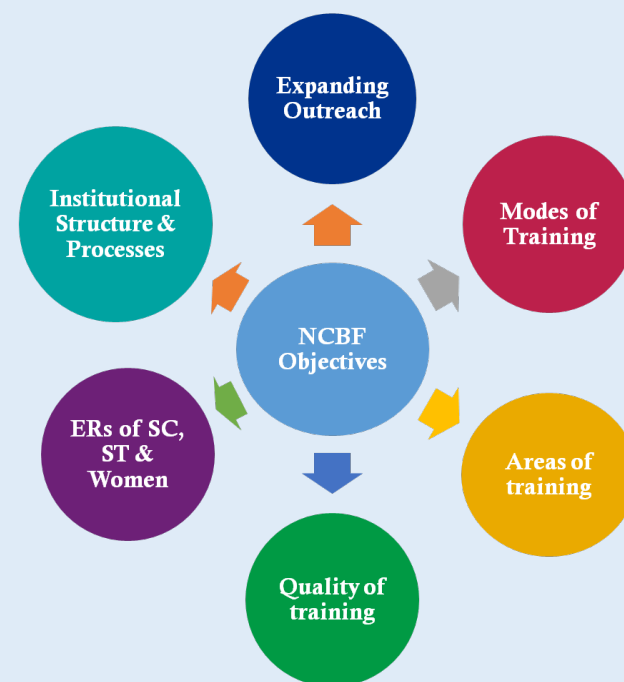 Expanding
Outreach
Institutional
Structure &
Processes
Modes of
Training
NCBF
Objectives
ERs of SC,
ST &
Women
Areas of
training
Quality of
training